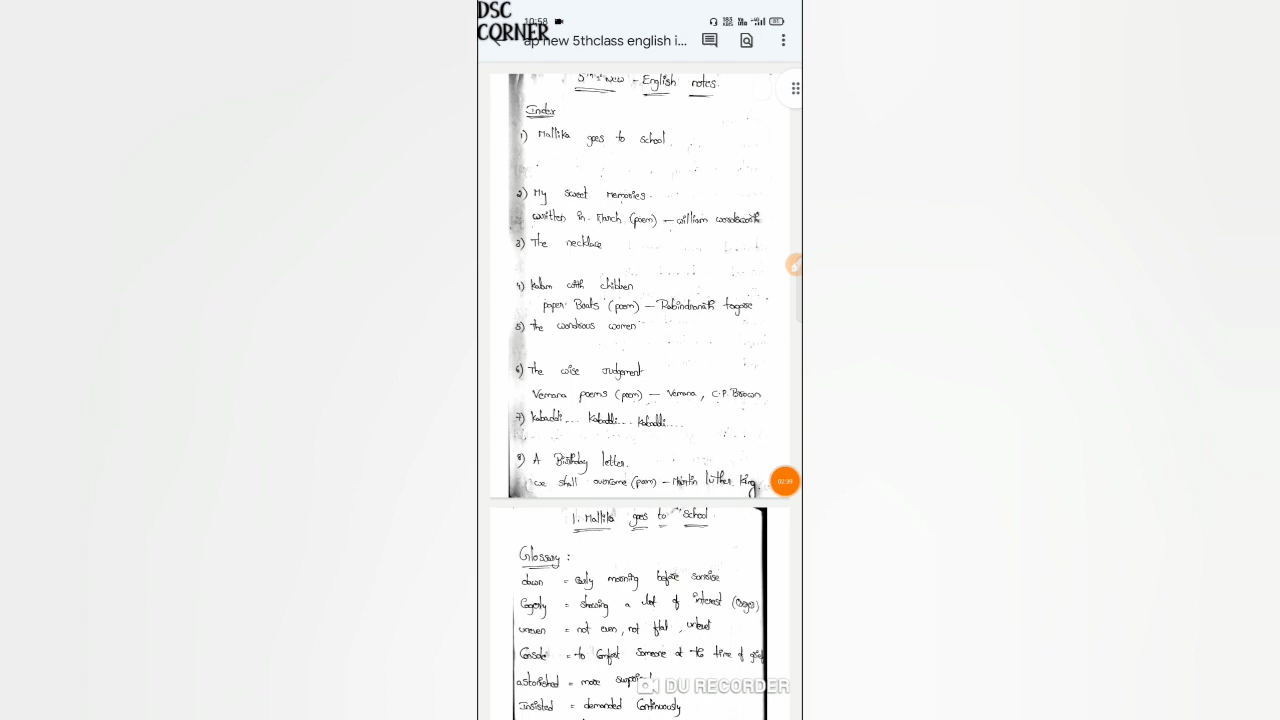 DSC
CORNER
10:58
ap new 5thclass english i...
5th New - English notes
Index
1) Mallika goes to school
2) My sweet memories.
written in March (poem) - william wordsworth
3) The necklace
4) Kalam with children
paper Boats (poem) - Rabindranath tagore
5) the wondrous women
6) The wise Judgement
Vemana poems (poem) - Vemana, C.P. Brown
7) Kabaddi... Kabaddi... Kabaddi....
8) A Birthday letter.
we shall overcome (poem) - Martin luther King.
02:39
1. Mallika goes to School
Glossary :
dawn = early morning before sunrise
Eagerly = showing a lot of interest (eager)
uneven = not even, not flat,
Console = to comfort someone at the time of grief
astonished = more
DU RECORDER
Insisted = demanded Continuously